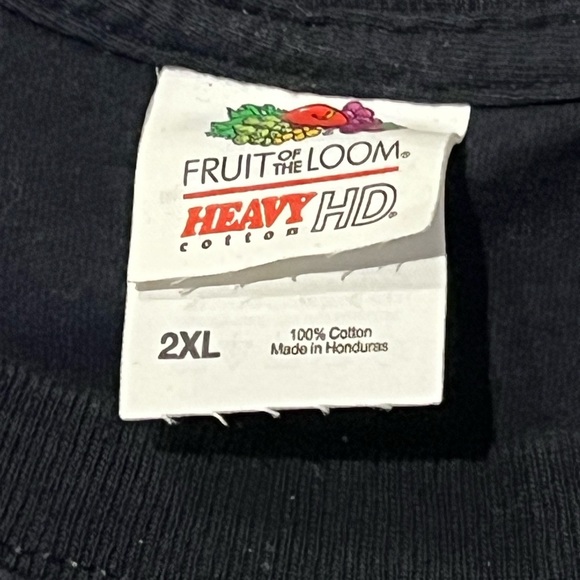 FRUIT OF THE LOOM®
HEAVY HD®
cotton
2XL
100% Cotton
Made in Honduras